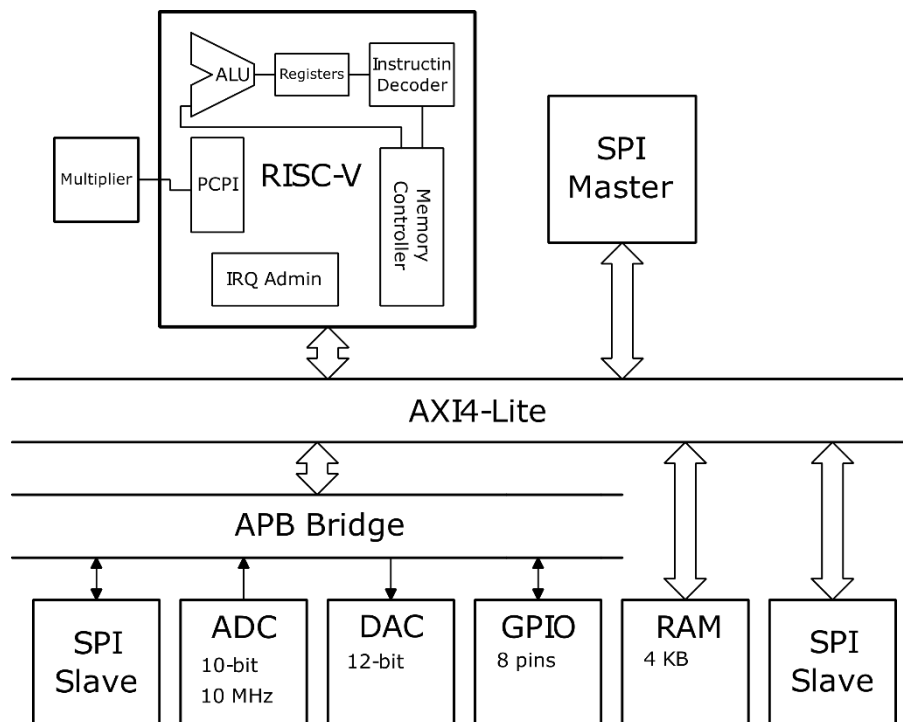 ALU
Registers
Instructin
Decoder
SPI
Master
Multiplier
PCPI
RISC-V
Memory
Controller
IRQ Admin
AXI4-Lite
APB Bridge
SPI
Slave
ADC
10-bit
10 MHz
DAC
12-bit
GPIO
8 pins
RAM
4 KB
SPI
Slave